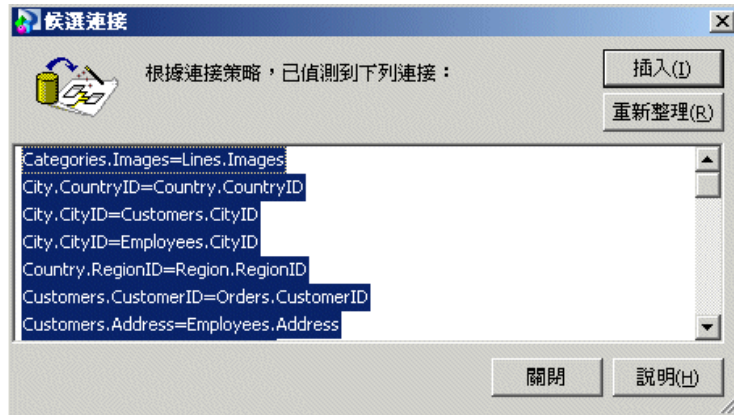 候選連接
根據連接策略，已偵測到下列連接：
插入(I)
重新整理(R)
Categories.Images=Lines.Images
City.CountryID=Country.CountryID
City.CityID=Customers.CityID
City.CityID=Employees.CityID
Country.RegionID=Region.RegionID
Customers.CustomerID=Orders.CustomerID
Customers.Address=Employees.Address
關閉
說明(H)